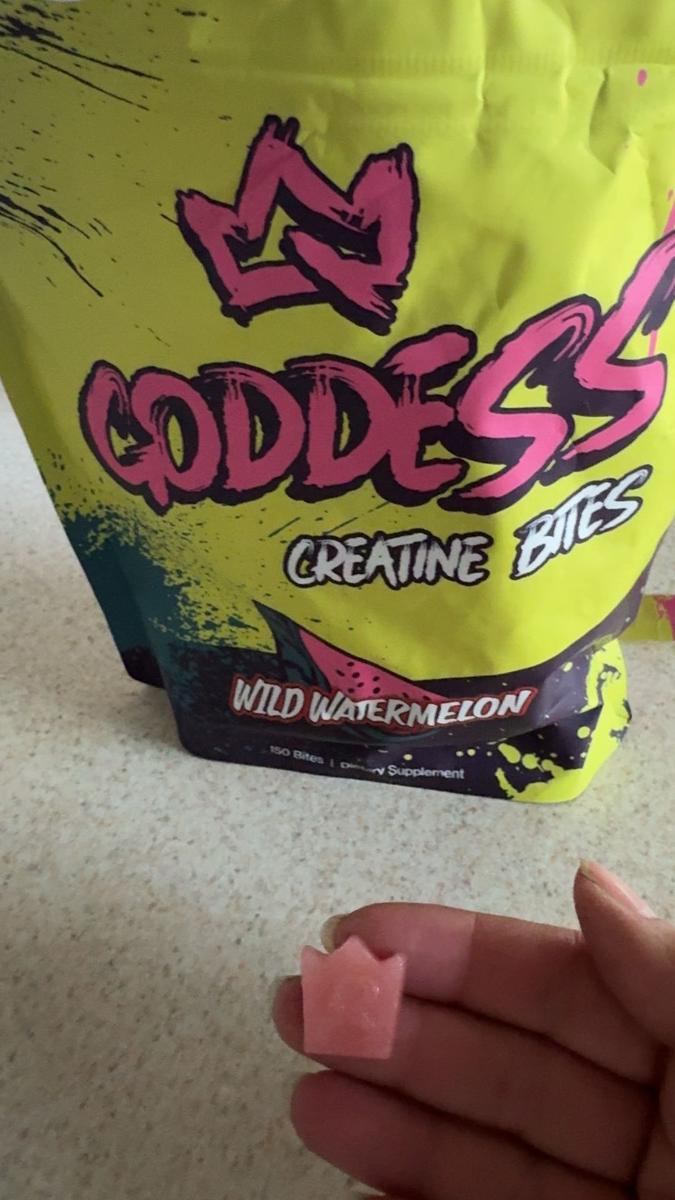 GODDESS
CREATINE BITES
WILD WATERMELON
150 Bites | Dietary Supplement